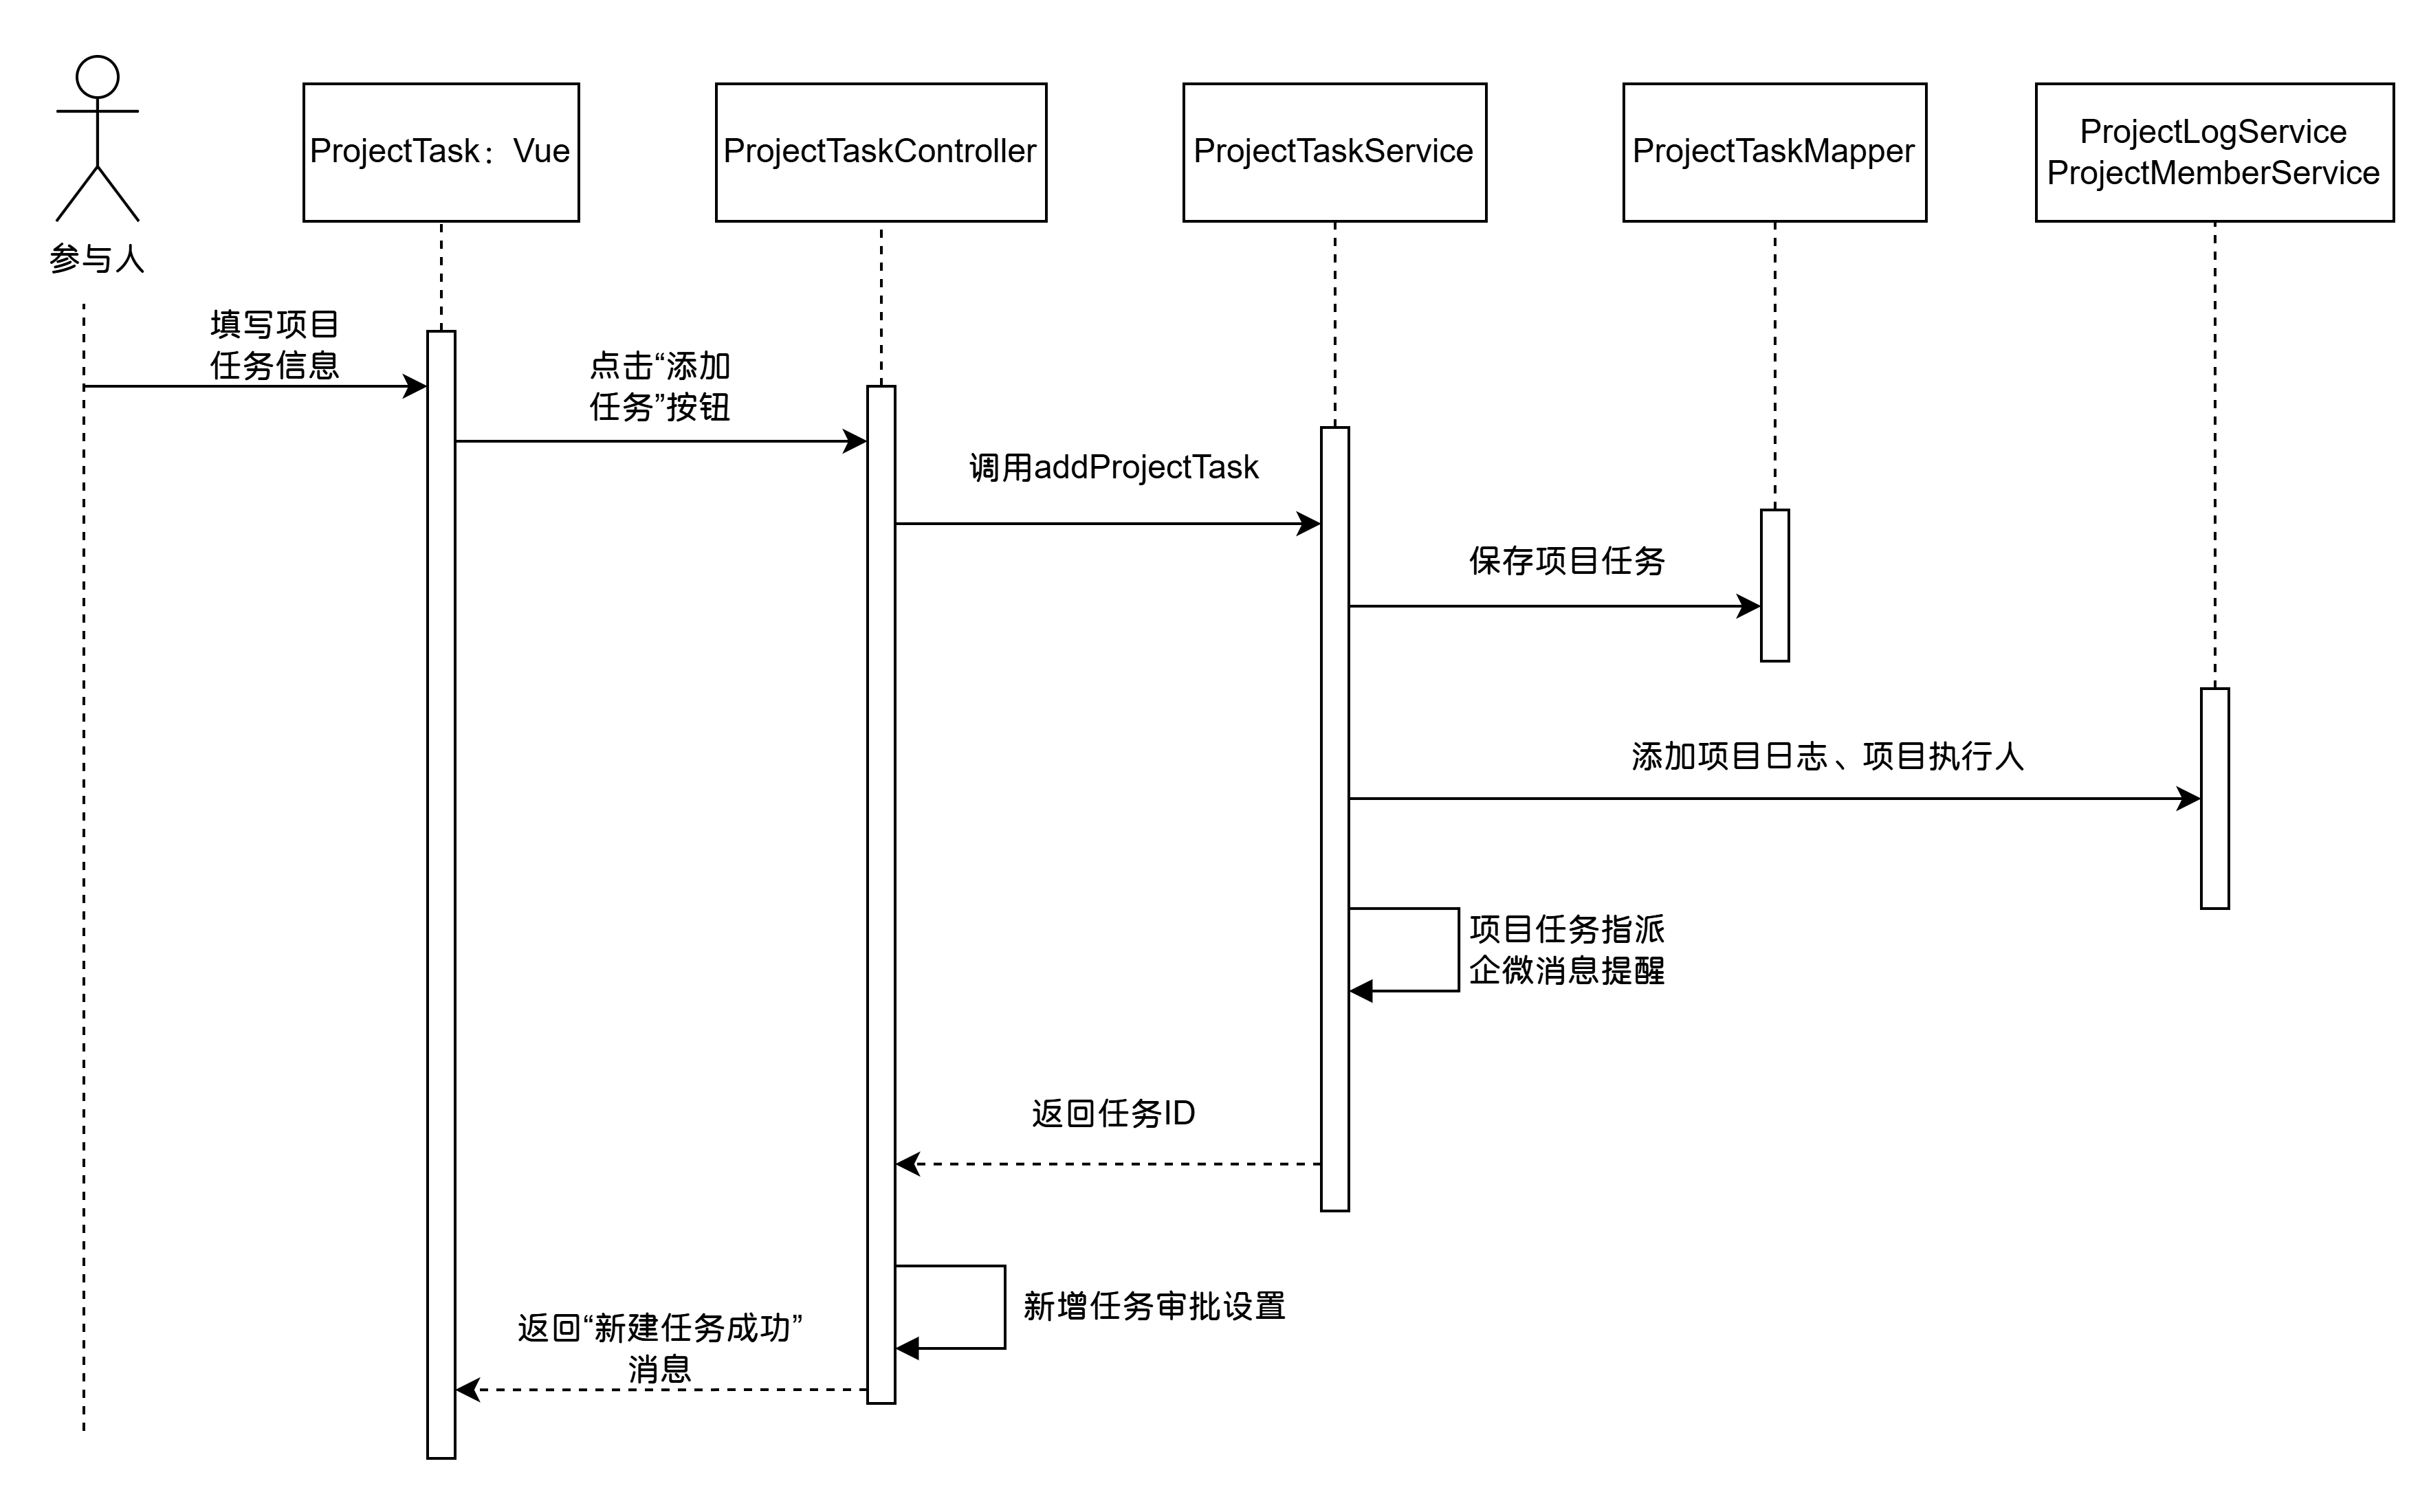 ProjectTask：Vue
ProjectTaskController
ProjectTaskService
ProjectTaskMapper
ProjectLogService
ProjectMemberService
参与人
填写项目
任务信息
点击“添加
任务”按钮
调用addProjectTask
保存项目任务
添加项目日志、项目执行人
项目任务指派
企微消息提醒
返回任务ID
新增任务审批设置
返回“新建任务成功”
消息